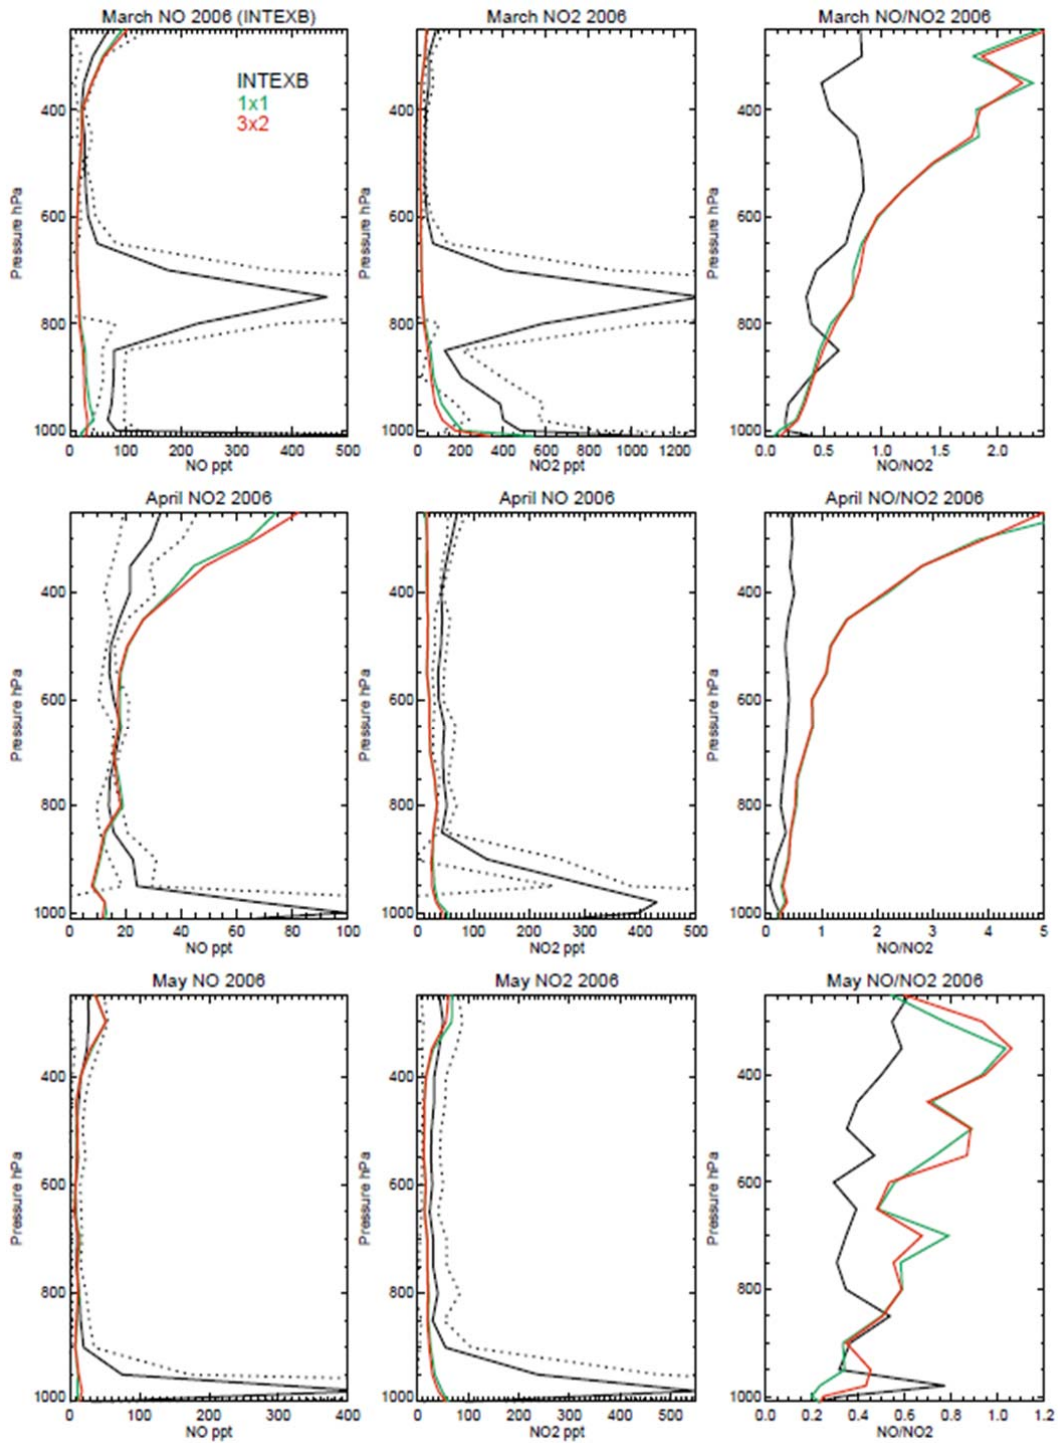 March NO 2006 (INTEXB)
March NO2 2006
March NO/NO2 2006
INTEXB
1x1
3x2
Pressure hPa
400
600
800
1000
0 100 200 300 400 500
NO ppt
Pressure hPa
400
600
800
1000
0 200 400 600 800 1000 1200
NO2 ppt
Pressure hPa
400
600
800
1000
0.0 0.5 1.0 1.5 2.0
NO/NO2
April NO2 2006
April NO 2006
April NO/NO2 2006
Pressure hPa
400
600
800
1000
0 20 40 60 80 100
NO ppt
Pressure hPa
400
600
800
1000
0 100 200 300 400 500
NO2 ppt
Pressure hPa
400
600
800
1000
0 1 2 3 4 5
NO/NO2
May NO 2006
May NO2 2006
May NO/NO2 2006
Pressure hPa
400
600
800
1000
0 100 200 300 400
NO ppt
Pressure hPa
400
600
800
1000
0 100 200 300 400 500
NO2 ppt
Pressure hPa
400
600
800
1000
0.0 0.2 0.4 0.6 0.8 1.0 1.2
NO/NO2